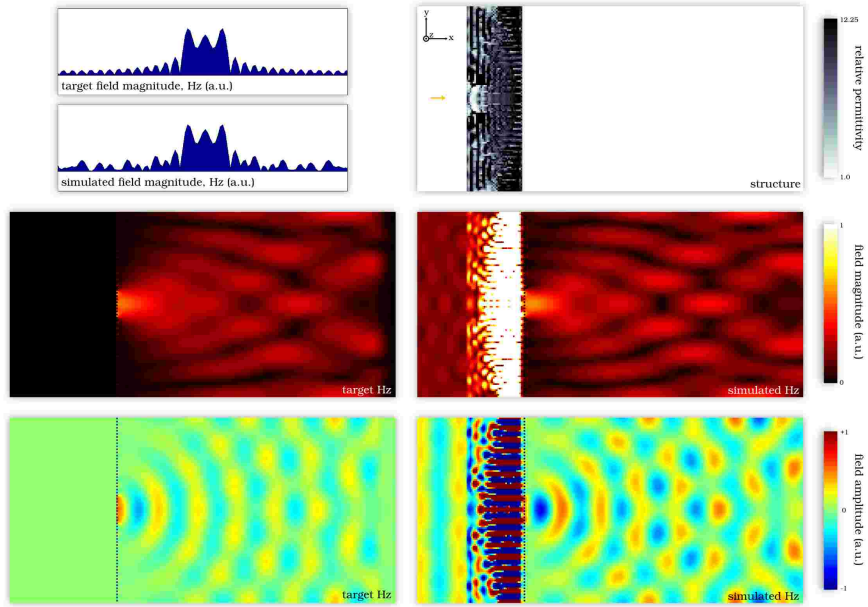 target field magnitude, Hz (a.u.)
simulated field magnitude, Hz (a.u.)
y
z
x
structure
12.25
relative permittivity
1.0
target Hz
simulated Hz
1
field magnitude (a.u.)
0
target Hz
simulated Hz
+1
field amplitude (a.u.)
-1